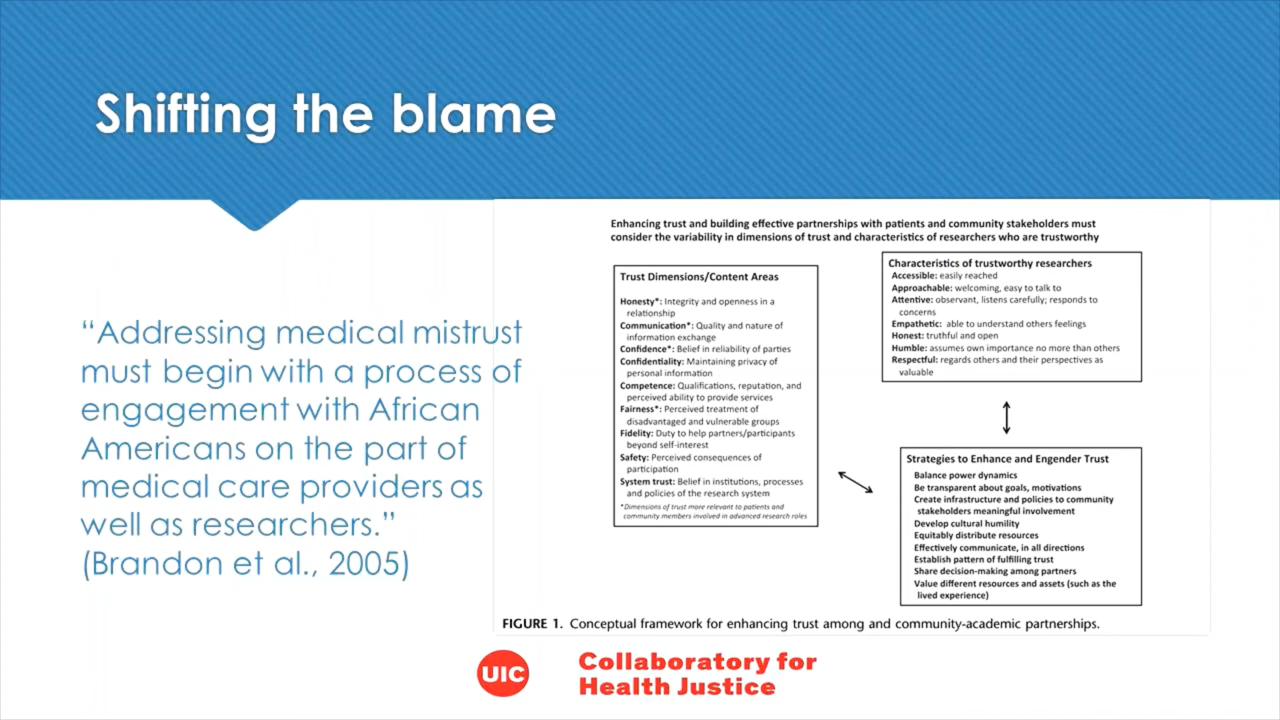 Shifting the blame
“Addressing medical mistrust
must begin with a process of
engagement with African
Americans on the part of
medical care providers as
well as researchers.”
(Brandon et al., 2005)
Enhancing trust and building effective partnerships with patients and community stakeholders must
consider the variability in dimensions of trust and characteristics of researchers who are trustworthy
Trust Dimensions/Content Areas
Honesty*: Integrity and openness in a
relationship
Communication*: Quality and nature of
information exchange
Confidence*: Belief in reliability of parties
Confidentiality: Maintaining privacy of
personal information
Competence: Qualifications, reputation, and
perceived ability to provide services
Fairness*: Perceived treatment of
disadvantaged and vulnerable groups
Fidelity: Duty to help partners/participants
beyond self-interest
Safety: Perceived consequences of
participation
System trust: Belief in institutions, processes
and policies of the research system
*Dimensions of trust more relevant to patients and
community members involved in advanced research roles
Characteristics of trustworthy researchers
Accessible: easily reached
Approachable: welcoming, easy to talk to
Attentive: observant, listens carefully; responds to
concerns
Empathetic: able to understand others feelings
Honest: truthful and open
Humble: assumes own importance no more than others
Respectful: regards others and their perspectives as
valuable
Strategies to Enhance and Engender Trust
Balance power dynamics
Be transparent about goals, motivations
Create infrastructure and policies to community
stakeholders meaningful involvement
Develop cultural humility
Equitably distribute resources
Effectively communicate, in all directions
Establish pattern of fulfilling trust
Share decision-making among partners
Value different resources and assets (such as the
lived experience)
FIGURE 1. Conceptual framework for enhancing trust among and community-academic partnerships.
UIC
Collaboratory for
Health Justice